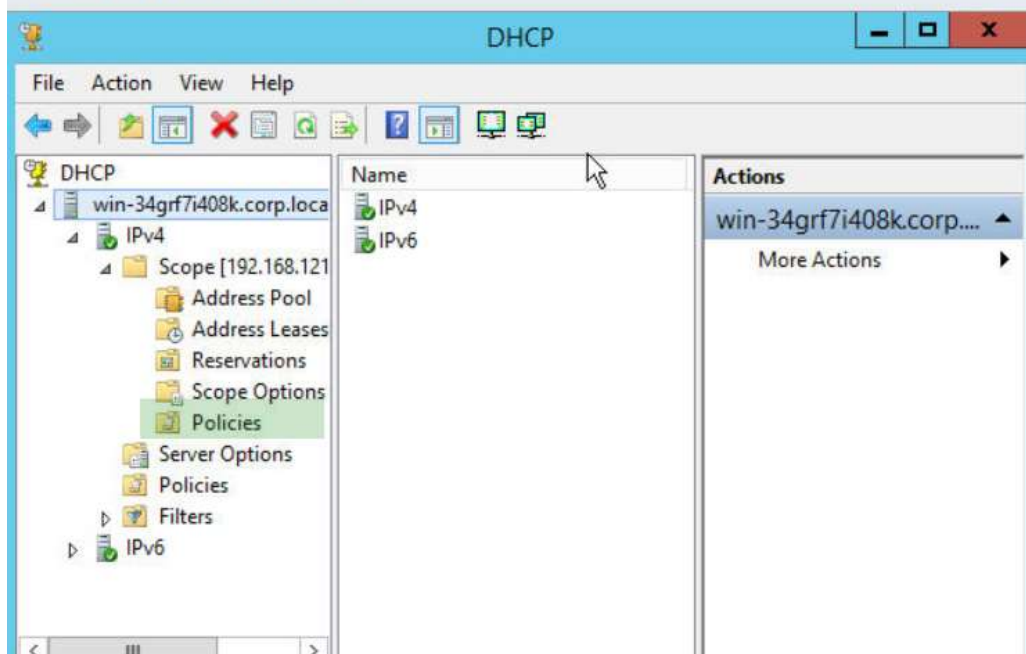 DHCP
File Action View Help
DHCP
win-34grf7i408k.corp.loca
IPv4
Scope [192.168.121
Address Pool
Address Leases
Reservations
Scope Options
Policies
Server Options
Policies
Filters
IPv6
Name
IPv4
IPv6
Actions
win-34grf7i408k.corp....
More Actions